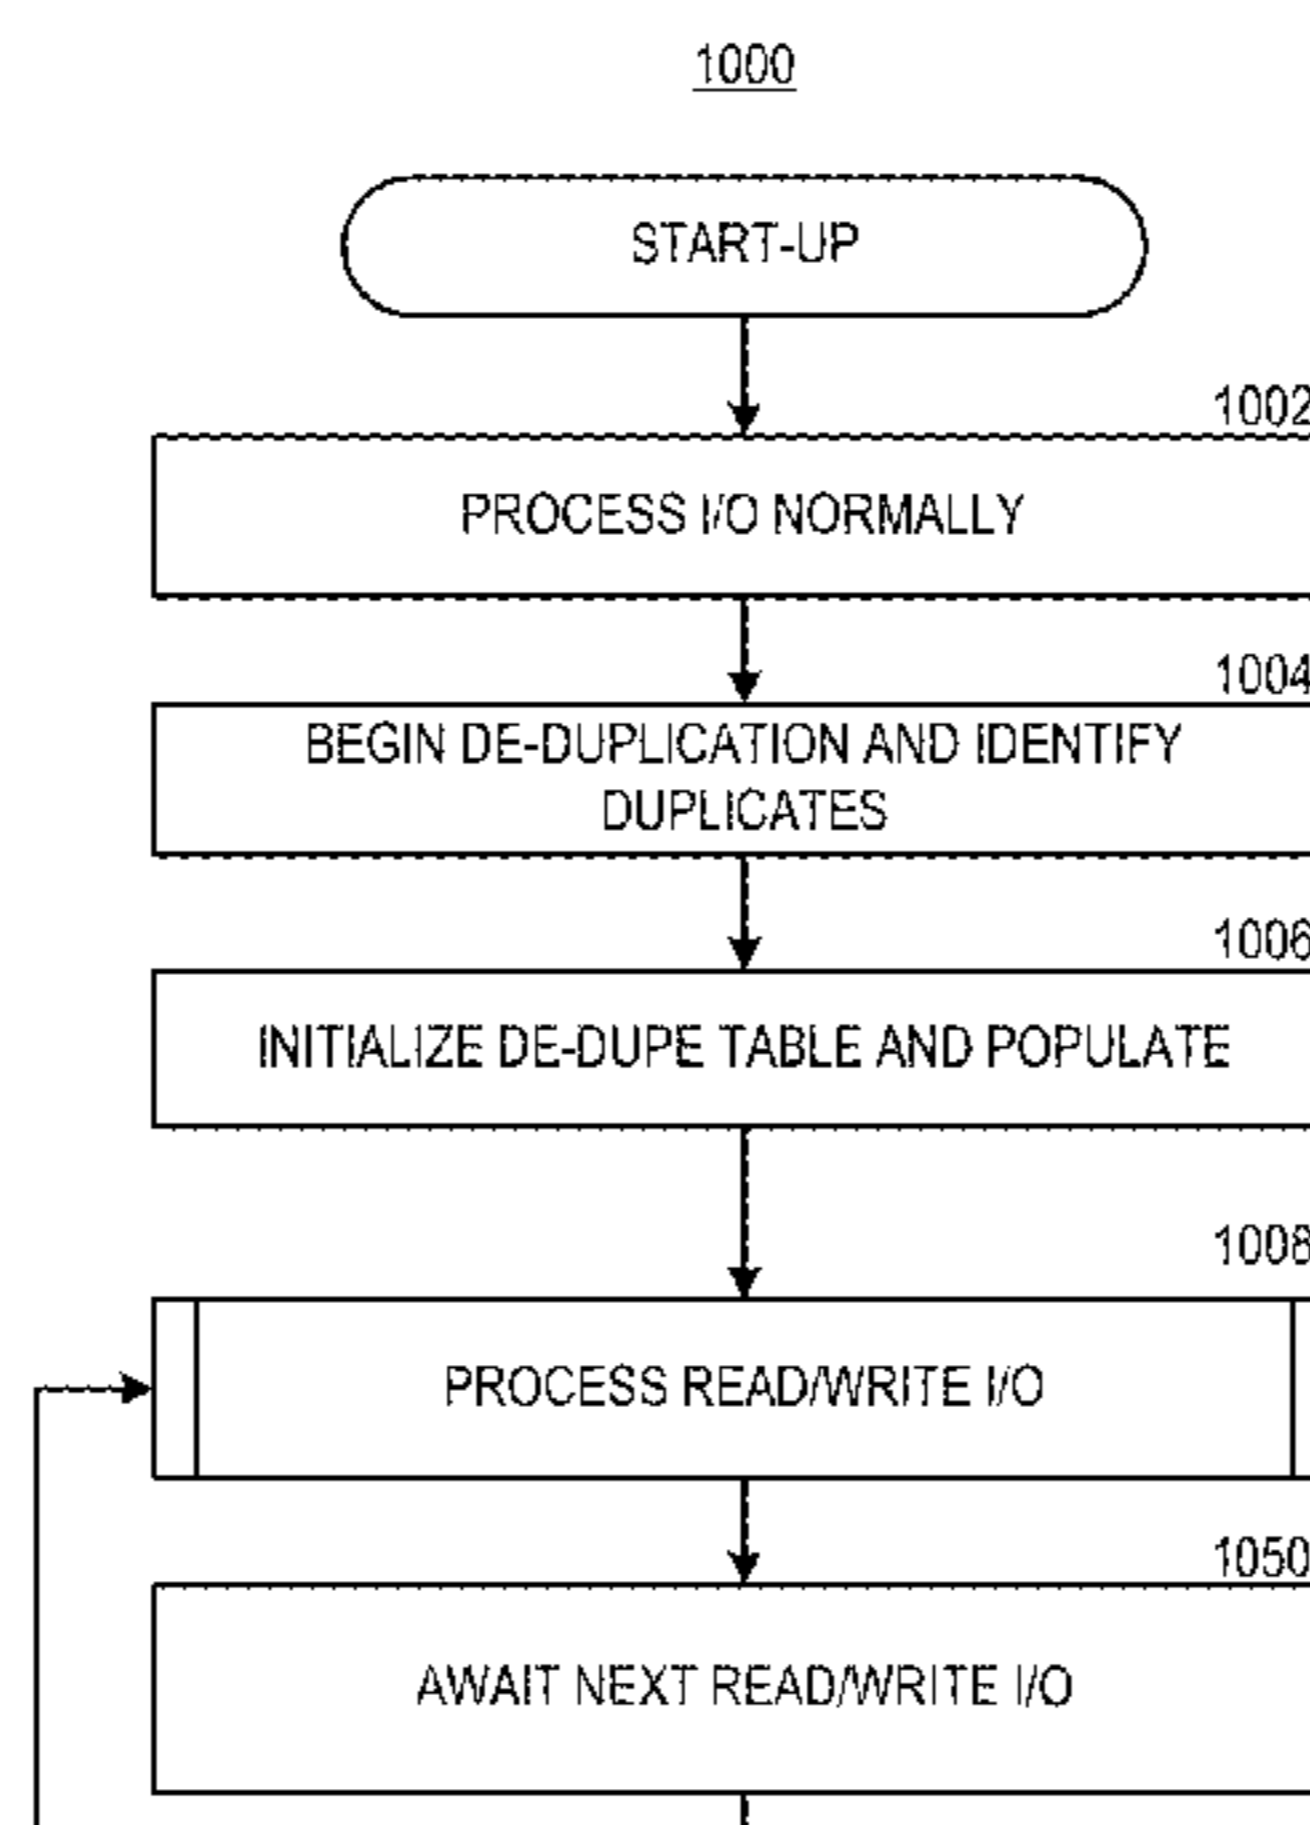 1000
START-UP
1002
PROCESS I/O NORMALLY
1004
BEGIN DE-DUPLICATION AND IDENTIFY
DUPLICATES
1006
INITIALIZE DE-DUPE TABLE AND POPULATE
1008
PROCESS READ/WRITE I/O
1050
AWAIT NEXT READ/WRITE I/O